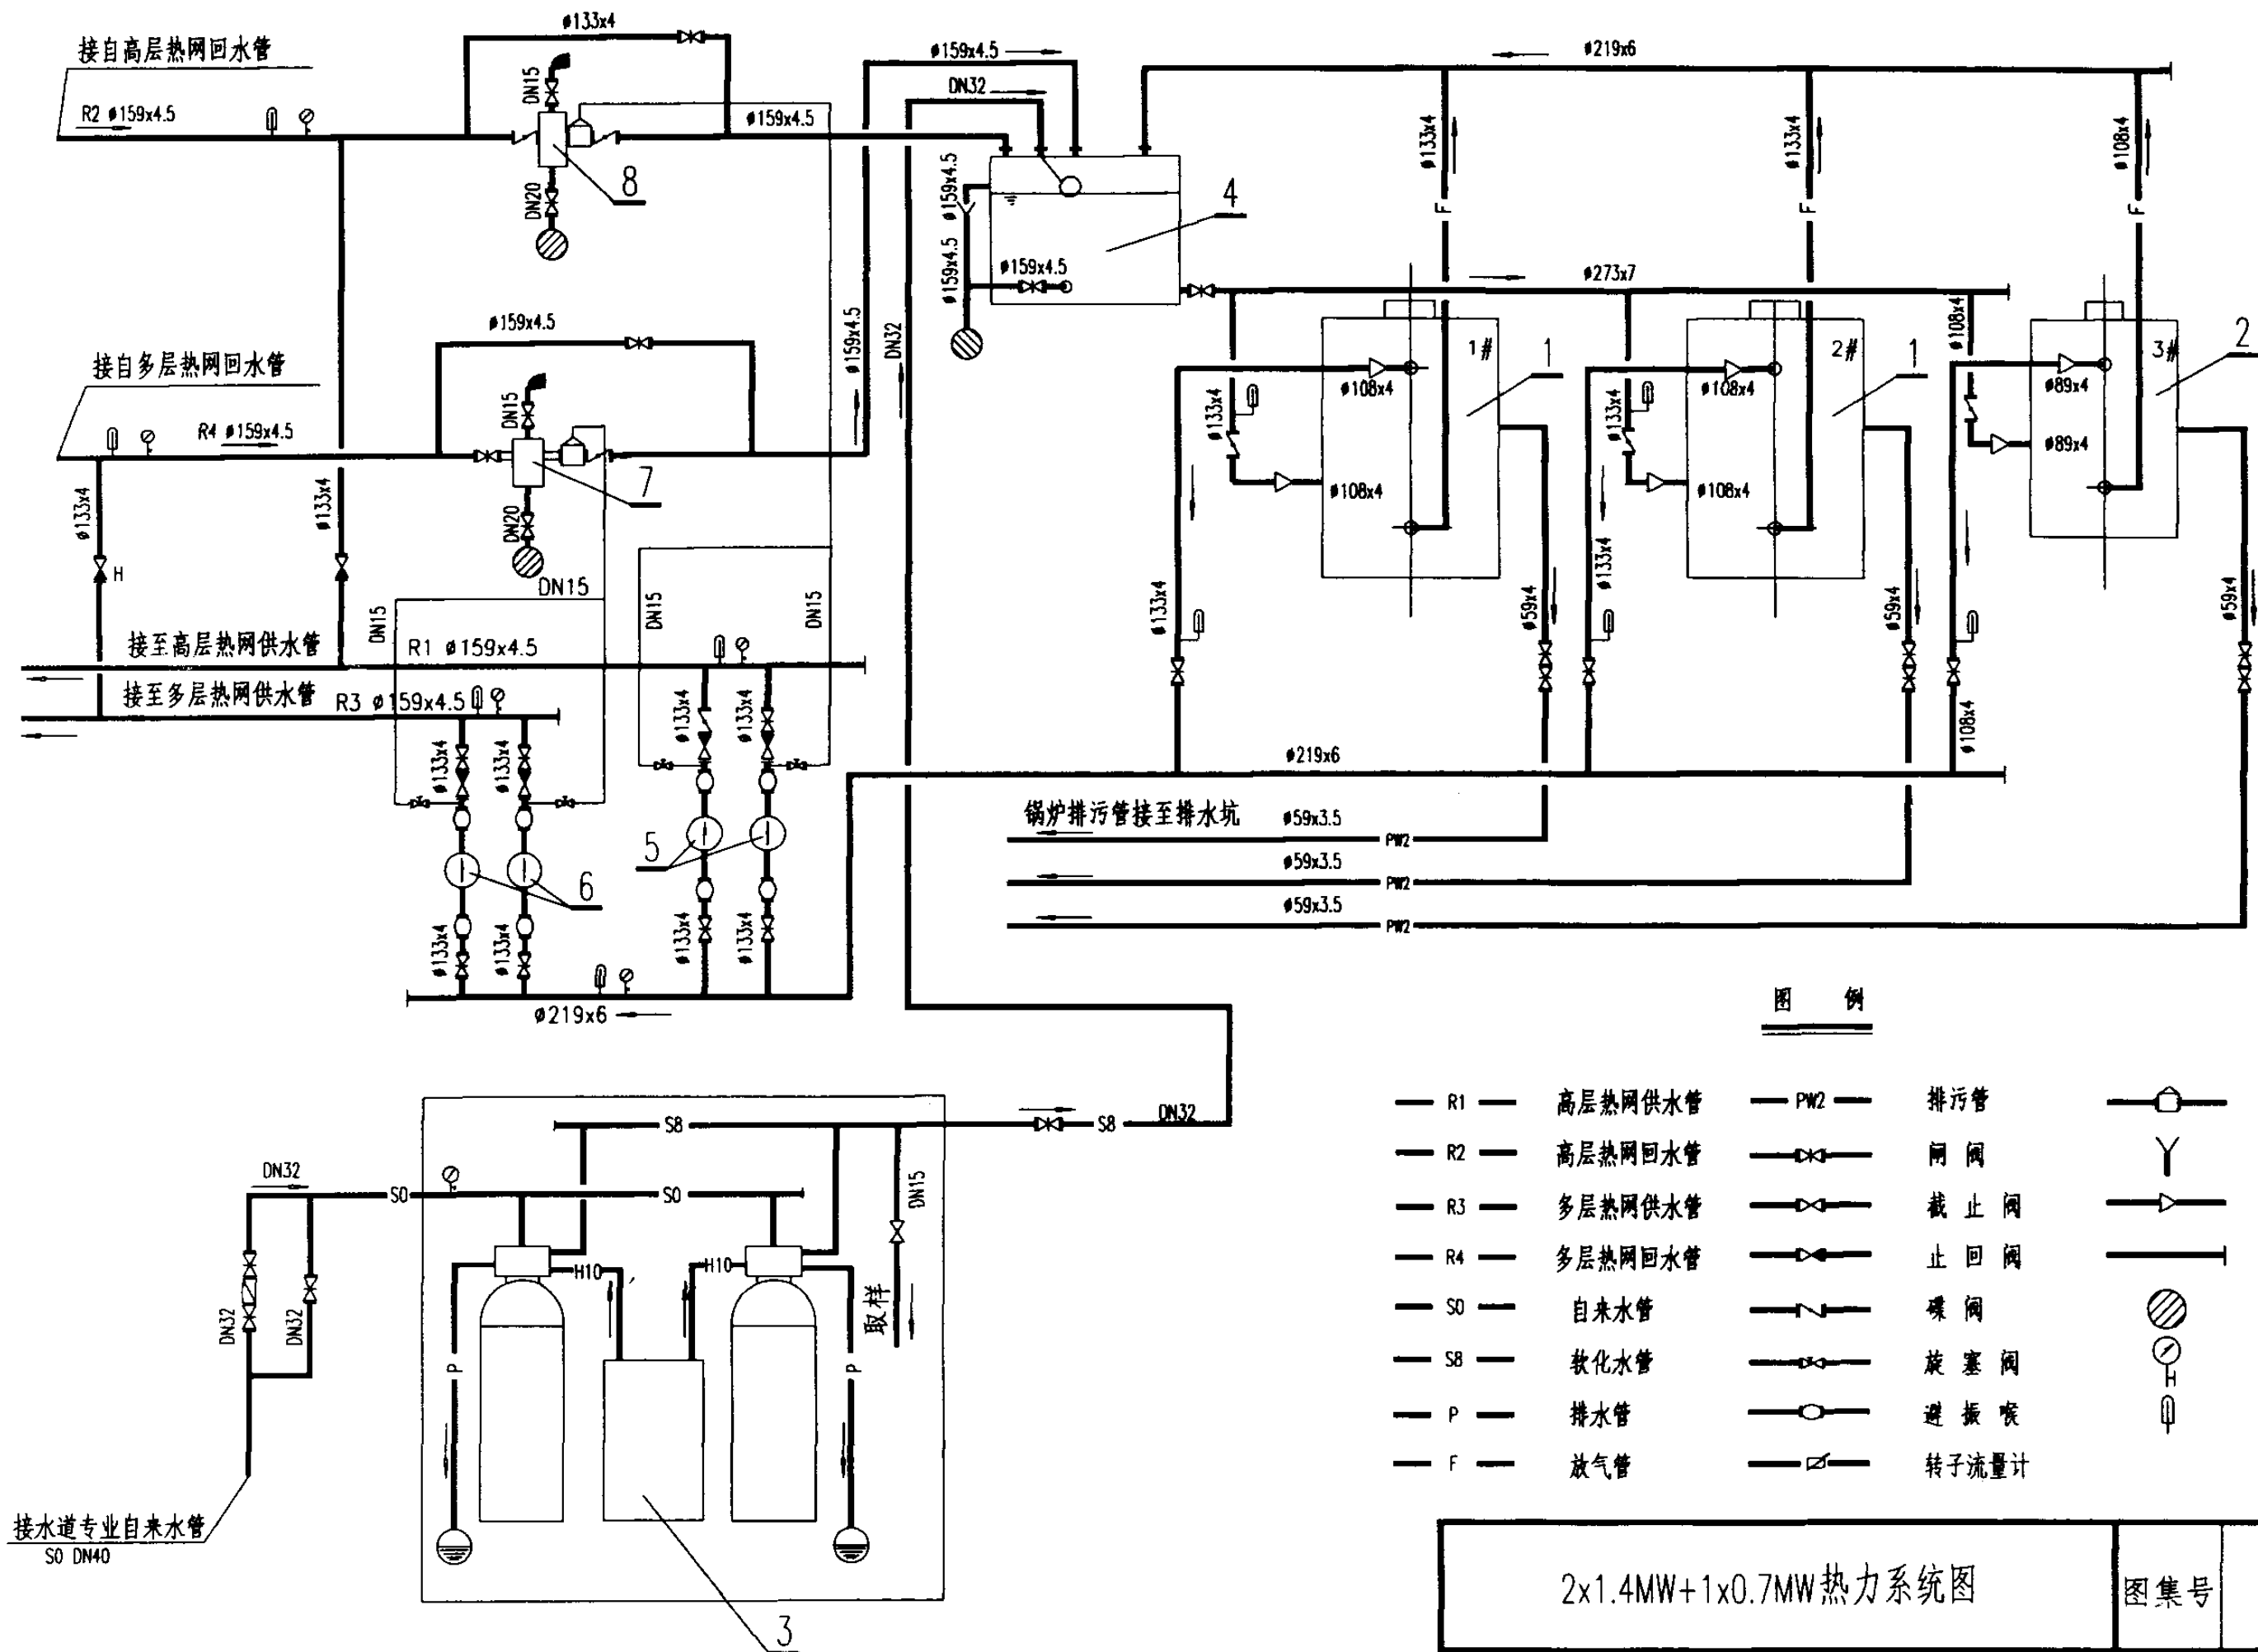 ø133x4
接自高层热网回水管
R2 ø159x4.5
DN15
DN20
8
ø159x4.5
ø159x4.5
DN32
ø219x6
ø159x4.5
ø159x4.5
ø159x4.5
4
ø133x4
F
ø133x4
F
ø108x4
F
ø273x7
接自多层热网回水管
R4 ø159x4.5
ø159x4.5
DN15
DN20
7
ø159x4.5
DN32
ø133x4
H
ø133x4
DN15
DN15
DN15
DN15
1#
1
ø108x4
ø133x4
ø108x4
ø133x4
ø59x4
2#
1
ø108x4
ø133x4
ø108x4
ø133x4
ø59x4
3#
2
ø108x4
ø89x4
ø89x4
ø108x4
ø59x4
接至高层热网供水管
R1 ø159x4.5
接至多层热网供水管
R3 ø159x4.5
ø133x4
ø133x4
ø133x4
ø133x4
5
6
ø133x4
ø133x4
ø133x4
ø133x4
ø219x6
ø219x6
锅炉排污管接至排水坑
ø59x3.5
PW2
ø59x3.5
PW2
ø59x3.5
PW2
S8
S8
DN32
DN32
S0
S0
DN15
取样
H10
H10
DN32
DN32
P
P
3
接水道专业自来水管
S0 DN40
图 例
R1 高层热网供水管 PW2 排污管
R2 高层热网回水管 闸阀
R3 多层热网供水管 截止阀
R4 多层热网回水管 止回阀
S0 自来水管 碟阀
S8 软化水管 旋塞阀
H
P 排水管 避振喉
F 放气管 转子流量计
2x1.4MW+1x0.7MW热力系统图
图集号